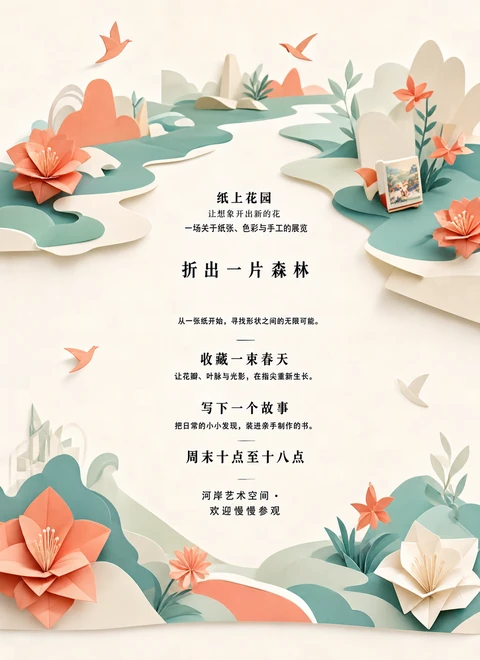 纸上花园
让想象开出新的花
一场关于纸张、色彩与手工的展览
折出一片森林
从一张纸开始，寻找形状之间的无限可能。
收藏一束春天
让花瓣、叶脉与光影，在指尖重新生长。
写下一个故事
把日常的小小发现，装进亲手制作的书。
周末十点至十八点
河岸艺术空间·
欢迎慢慢参观